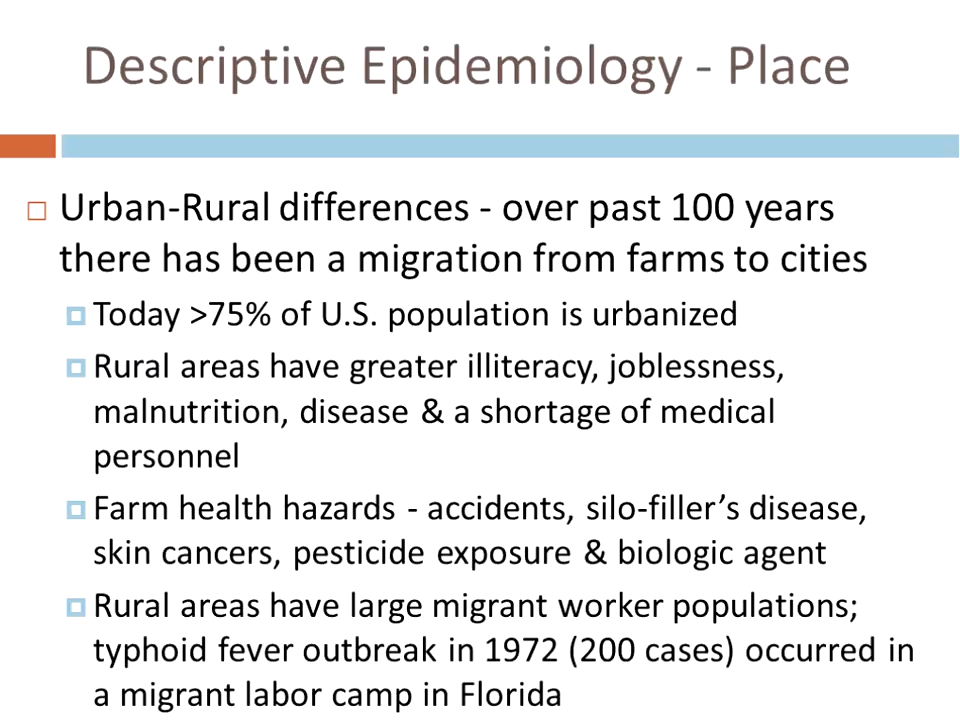 Descriptive Epidemiology - Place
Urban-Rural differences - over past 100 years
there has been a migration from farms to cities
Today >75% of U.S. population is urbanized
Rural areas have greater illiteracy, joblessness,
malnutrition, disease & a shortage of medical
personnel
Farm health hazards - accidents, silo-filler’s disease,
skin cancers, pesticide exposure & biologic agent
Rural areas have large migrant worker populations;
typhoid fever outbreak in 1972 (200 cases) occurred in
a migrant labor camp in Florida